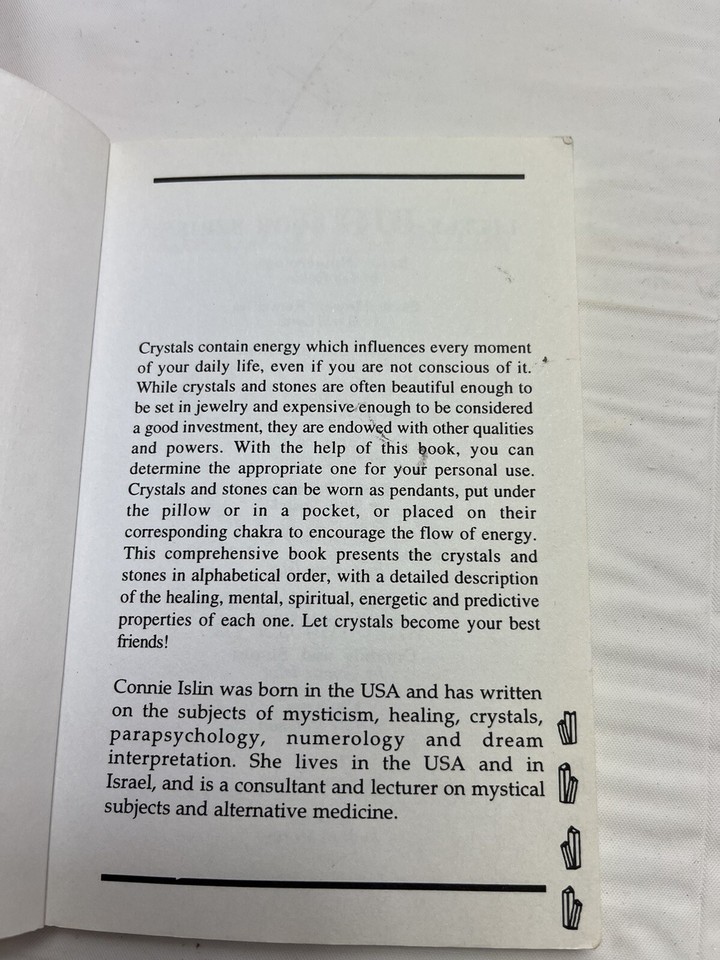 Crystals contain energy which influences every moment
of your daily life, even if you are not conscious of it.
While crystals and stones are often beautiful enough to
be set in jewelry and expensive enough to be considered
a good investment, they are endowed with other qualities
and powers. With the help of this book, you can
determine the appropriate one for your personal use.
Crystals and stones can be worn as pendants, put under
the pillow or in a pocket, or placed on their
corresponding chakra to encourage the flow of energy.
This comprehensive book presents the crystals and
stones in alphabetical order, with a detailed description
of the healing, mental, spiritual, energetic and predictive
properties of each one. Let crystals become your best
friends!
Connie Islin was born in the USA and has written
on the subjects of mysticism, healing, crystals,
parapsychology, numerology and dream
interpretation. She lives in the USA and in
Israel, and is a consultant and lecturer on mystical
subjects and alternative medicine.